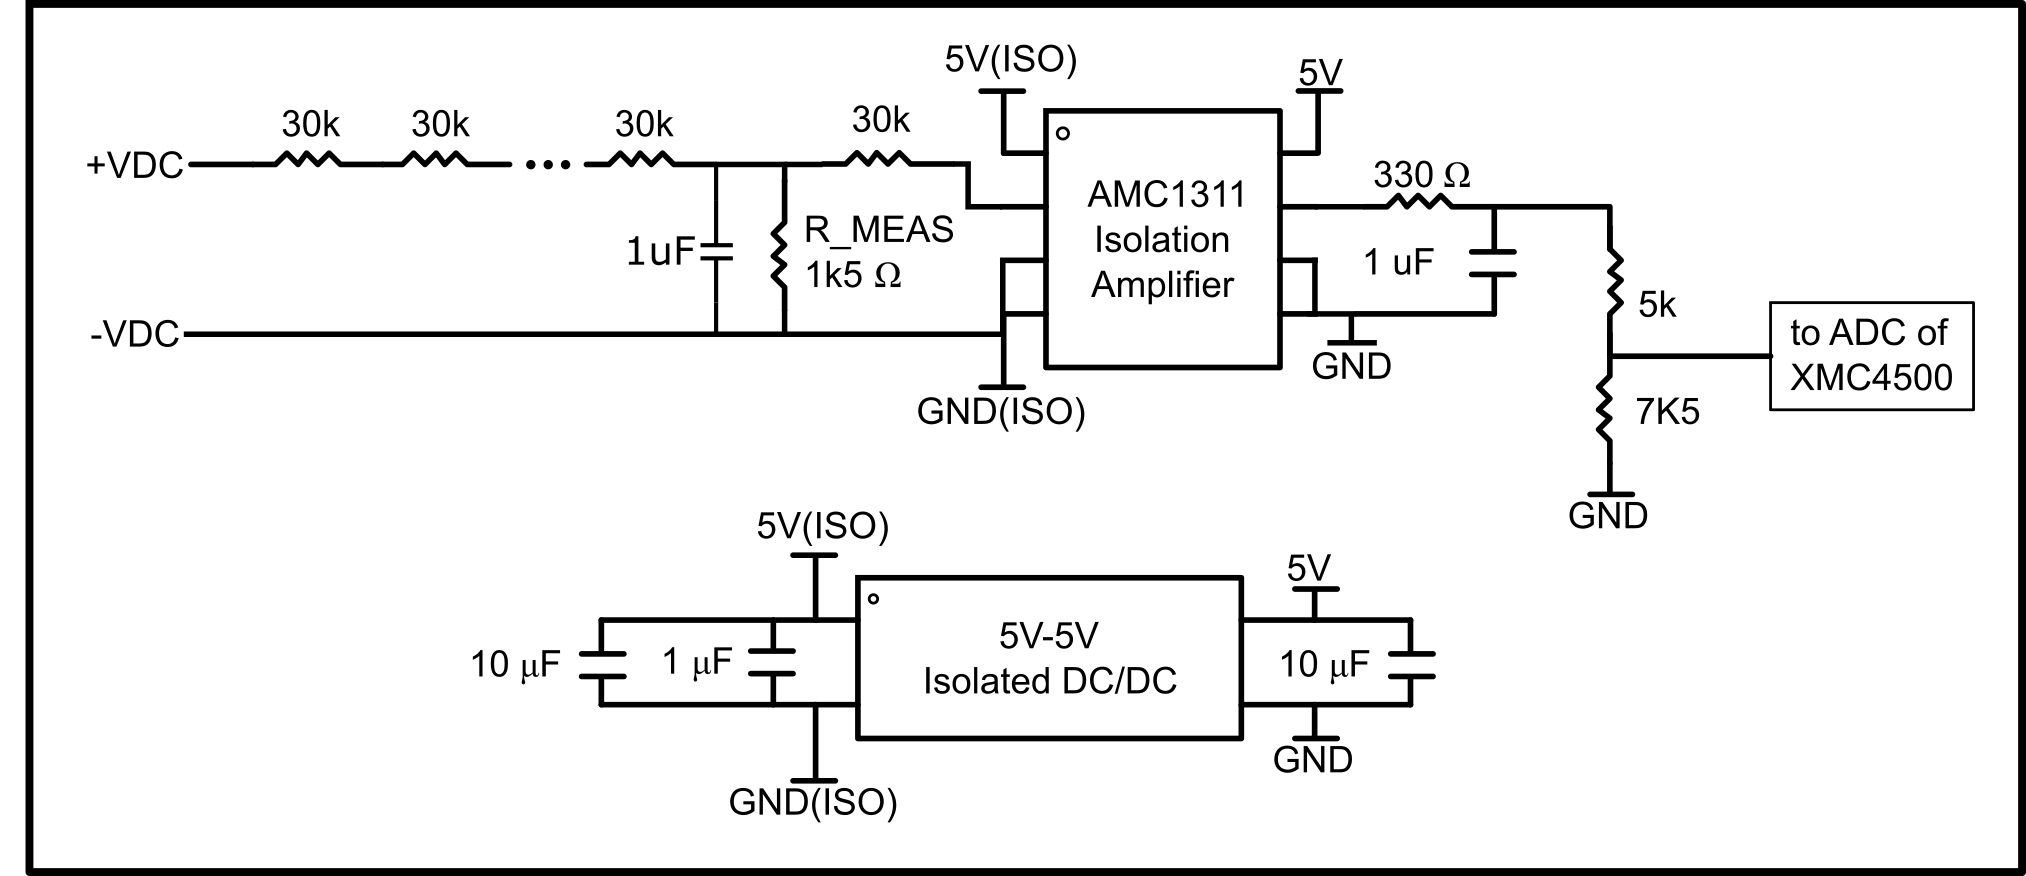 5V(ISO)
5V
30k
30k
30k
30k
+VDC
330 Ω
AMC1311
Isolation
Amplifier
R_MEAS
1k5 Ω
1uF
1 uF
5k
-VDC
to ADC of
XMC4500
GND
GND(ISO)
7K5
GND
5V(ISO)
5V
5V-5V
Isolated DC/DC
10 µF
1 µF
10 µF
GND
GND(ISO)